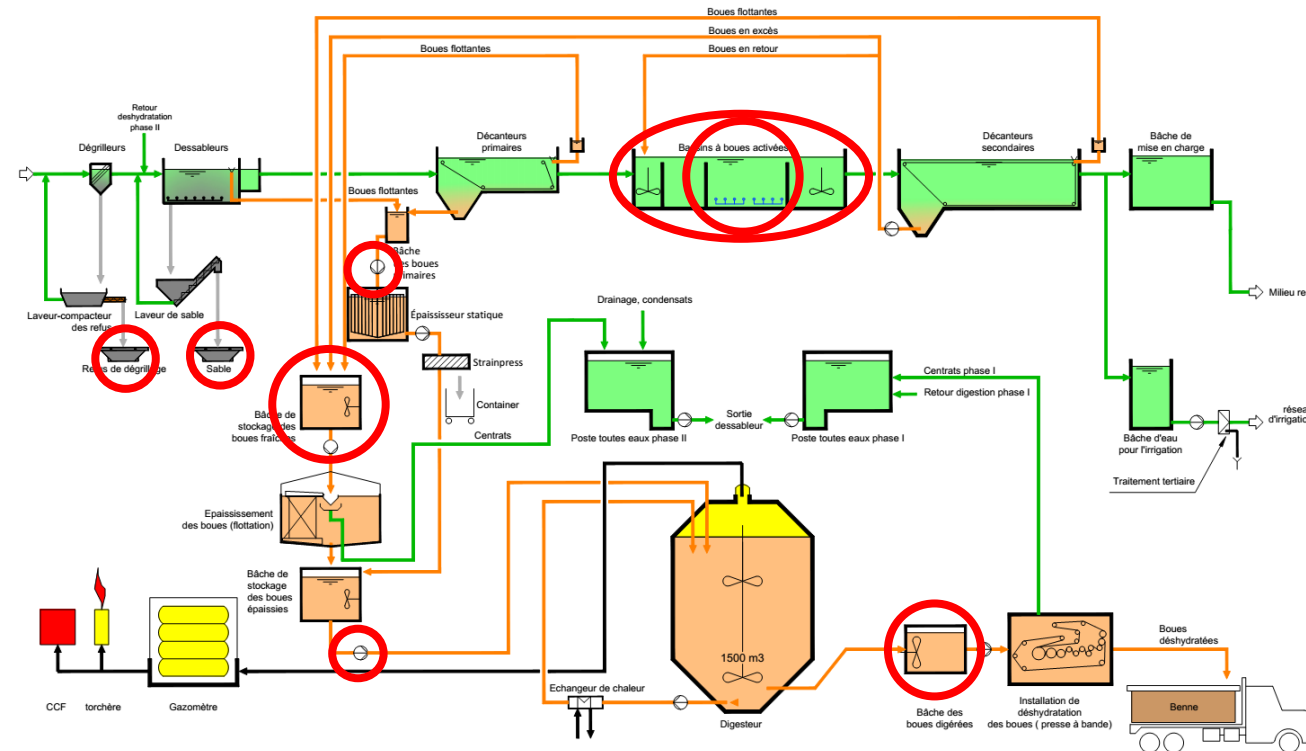 Boues flottantes
Boues en excès
Boues en retour
Boues flottantes
Retour
deshydratation
phase II
Dégrilleurs
Dessableurs
Décanteurs
primaires
Bassins à boues activées
Décanteurs
secondaires
Bâche de
mise en charge
Boues flottantes
Bâche
des boues
primaires
Laveur-compacteur
des refus
Laveur de sable
Épaississeur statique
Drainage, condensats
Milieu re
Refus de dégrillage
Sable
Strainpress
Container
Centrats phase I
Retour digestion phase I
Bâche de
stockage des
boues fraîches
Centrats
Sortie
dessableur
Poste toutes eaux phase II
Poste toutes eaux phase I
résea
d'irrigatio
Bâche d'eau
pour l'irrigation
Traitement tertiaire
Epaississement
des boues (flottation)
Bâche de
stockage
des boues
épaissies
1500 m3
Boues
déshydratées
CCF
torchère
Gazomètre
Echangeur de chaleur
Digesteur
Bâche des
boues digérées
Installation de
déshydratation
des boues ( presse à bande)
Benne